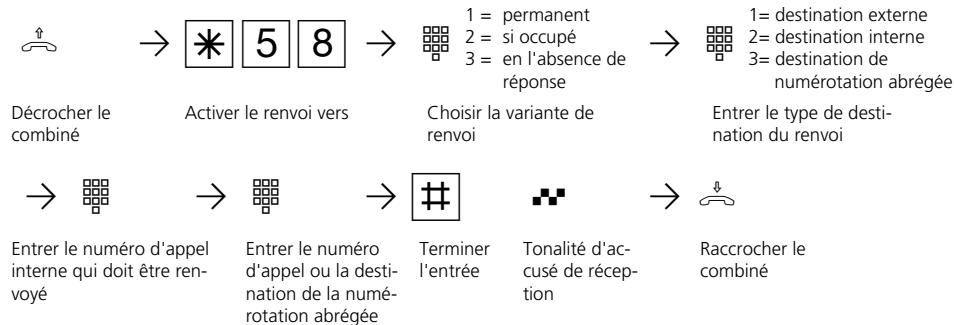 1 = permanent
2 = si occupé
3 = en l'absence de
réponse
1= destination externe
2= destination interne
3= destination de
numérotation abrégée
* 5 8
Décrocher le
combiné
Activer le renvoi vers
Choisir la variante de
renvoi
Entrer le type de desti-
nation du renvoi
#
Entrer le numéro d'appel
interne qui doit être ren-
voyé
Entrer le numéro
d'appel ou la desti-
nation de la numé-
rotation abrégée
Terminer
l'entrée
Tonalité d'ac-
cusé de récep-
tion
Raccrocher le
combiné